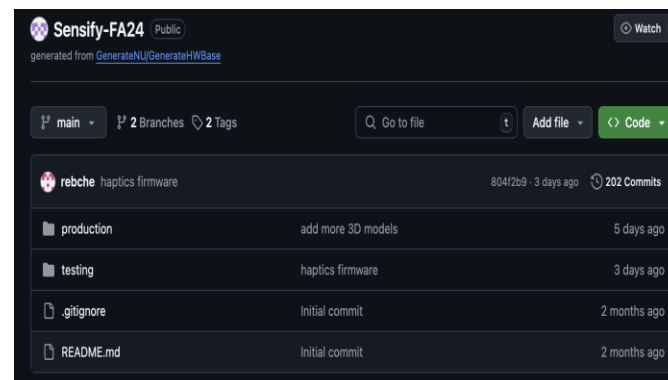 Sensify-FA24 Public
Watch
generated from GenerateNU/GenerateHWBase
main 2 Branches 2 Tags Go to file t Add file Code
rebche haptics firmware 804f2b9 · 3 days ago 202 Commits
production add more 3D models 5 days ago
testing haptics firmware 3 days ago
.gitignore Initial commit 2 months ago
README.md Initial commit 2 months ago